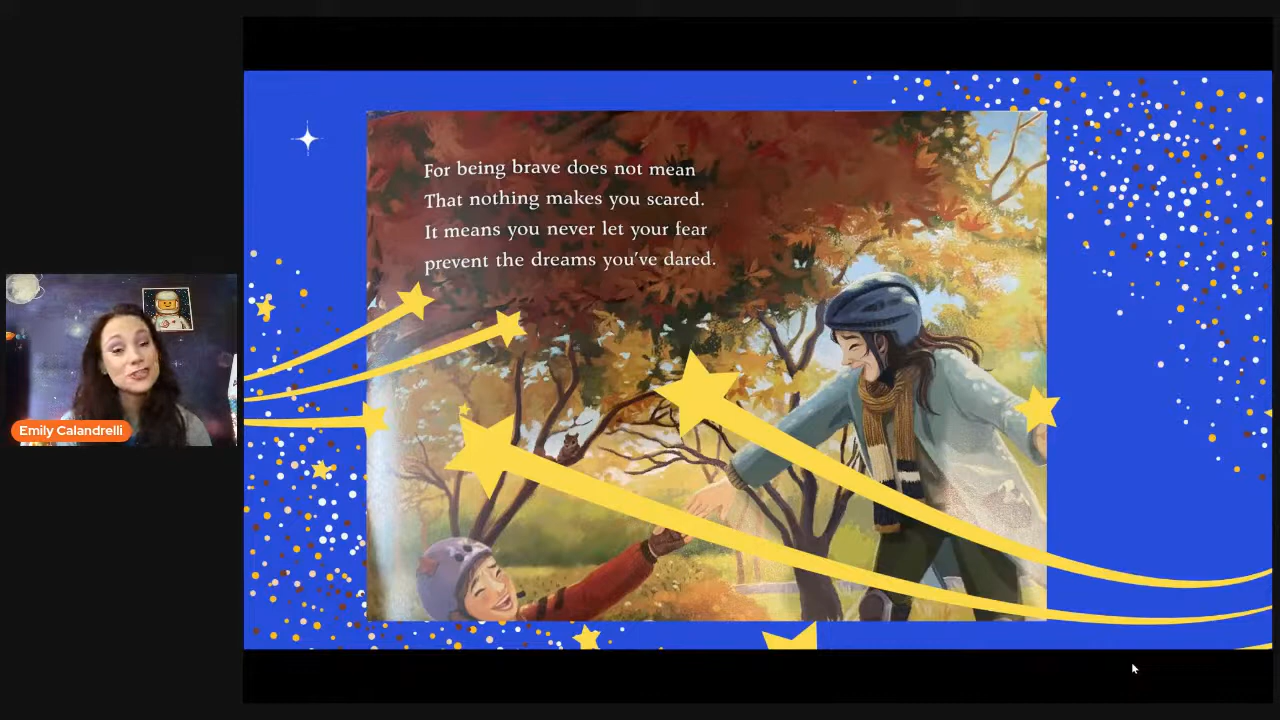 For being brave does not mean
That nothing makes you scared.
It means you never let your fear
prevent the dreams you've dared.
Emily Calandrelli